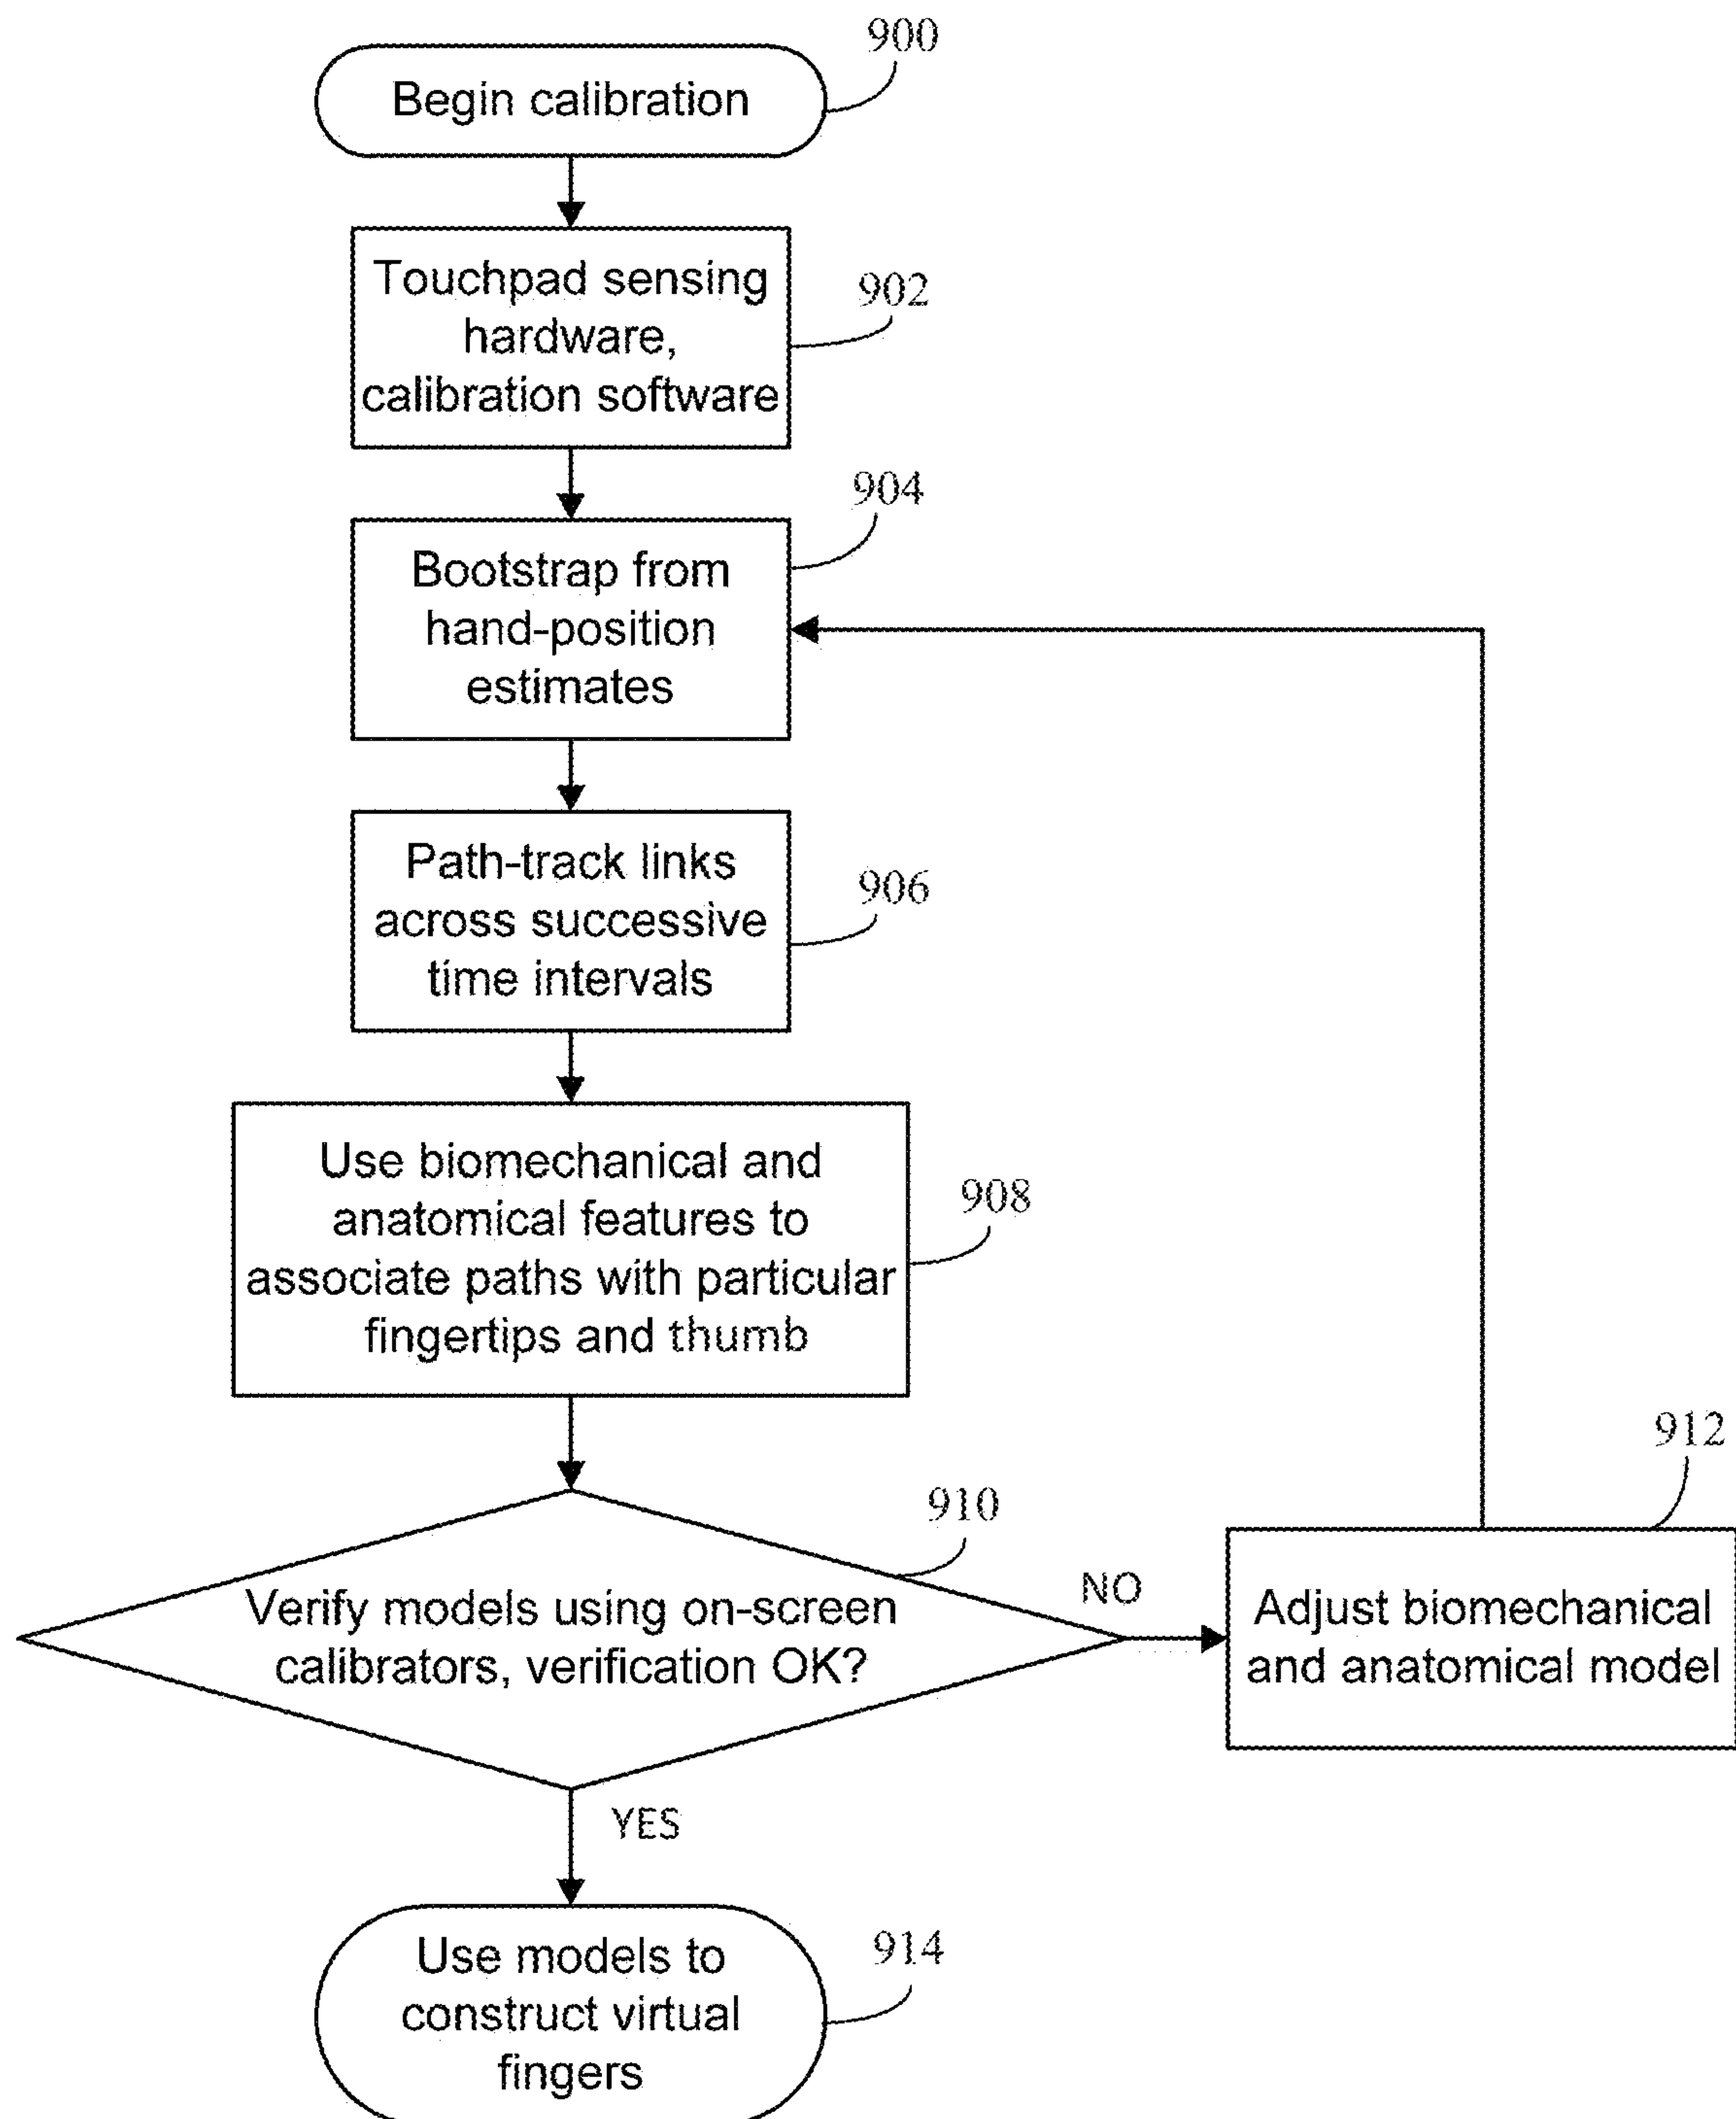 900
Begin calibration
Touchpad sensing
hardware,
calibration software
902
904
Bootstrap from
hand-position
estimates
Path-track links
across successive
time intervals
906
Use biomechanical and
anatomical features to
associate paths with particular
fingertips and thumb
908
910
Verify models using on-screen
calibrators, verification OK?
NO
912
Adjust biomechanical
and anatomical model
YES
Use models to
construct virtual
fingers
914